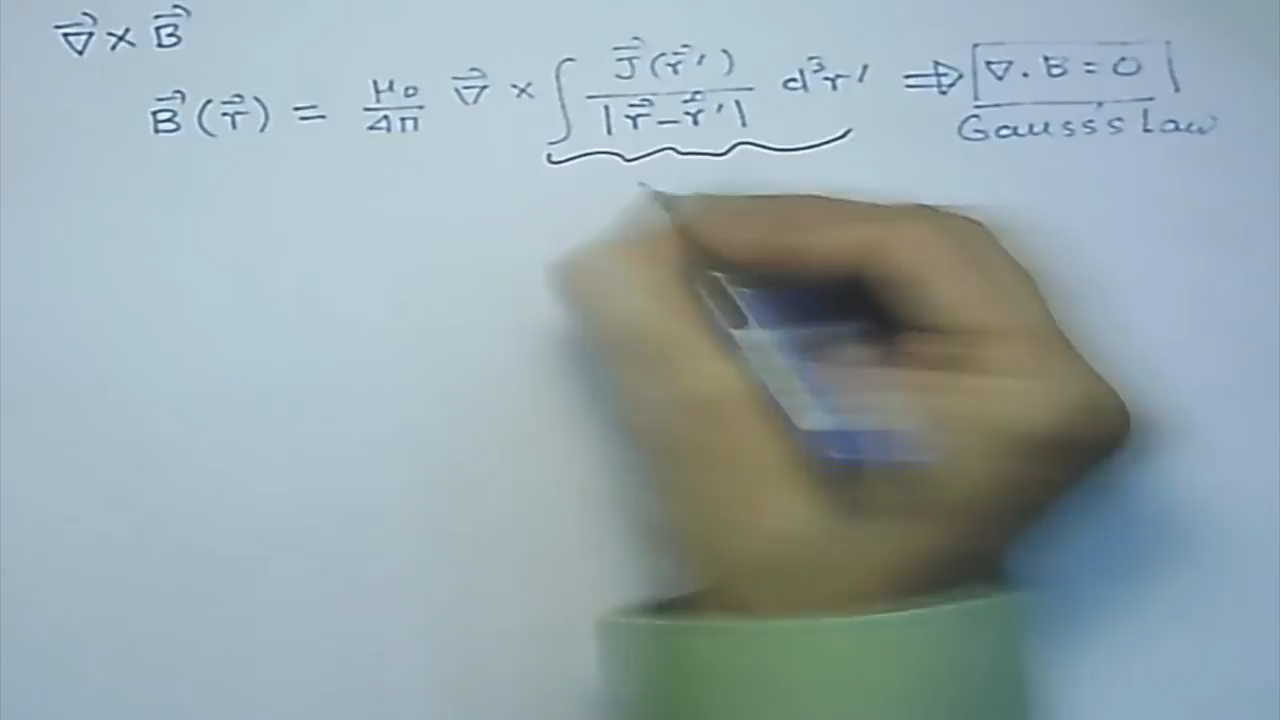 ∇⃗ × B⃗
B⃗(r⃗) = μ₀/4π ∇⃗ × ∫ J⃗(r⃗′)/|r⃗-r⃗′| d³r′ ⇒ ∇.B = 0
Gauss's Law